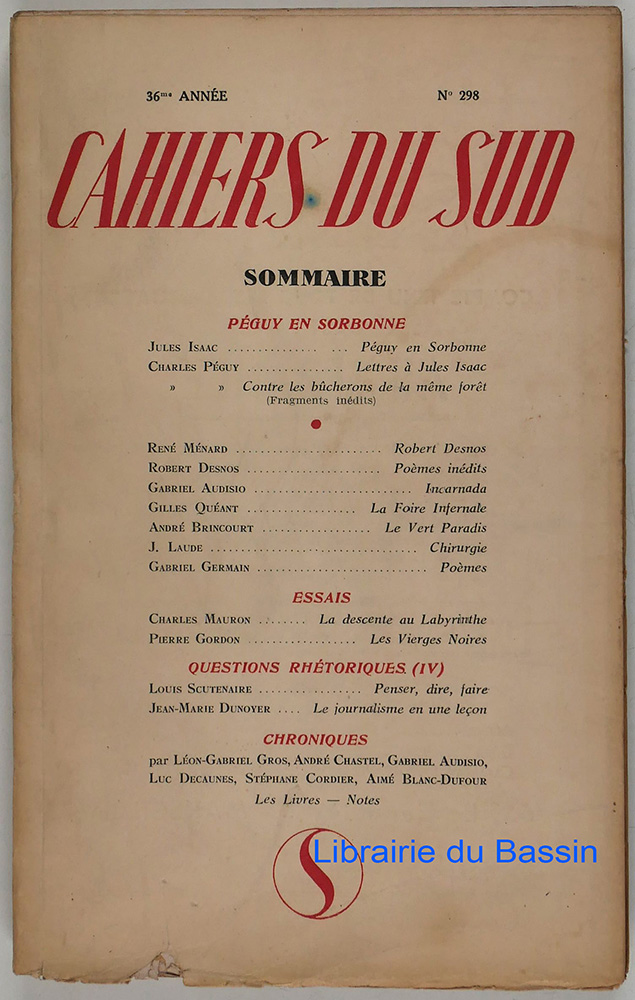 36me ANNÉE No 298
CAHIERS DU SUD
SOMMAIRE
PÉGUY EN SORBONNE
JULES ISAAC ............... ... Péguy en Sorbonne
CHARLES PÉGUY ................ Lettres à Jules Isaac
» » Contre les bûcherons de la même forêt
(Fragments inédits)
RENÉ MÉNARD ........................ Robert Desnos
ROBERT DESNOS ...................... Poèmes inédits
GABRIEL AUDISIO .......................... Incarnada
GILLES QUÉANT .................. La Foire Infernale
ANDRÉ BRINCOURT .................. Le Vert Paradis
J. LAUDE .................................. Chirurgie
GABRIEL GERMAIN ............................ Poèmes
ESSAIS
CHARLES MAURON ........ La descente au Labyrinthe
PIERRE GORDON .................. Les Vierges Noires
QUESTIONS RHÉTORIQUES. (IV)
LOUIS SCUTENAIRE ................. Penser, dire, faire
JEAN-MARIE DUNOYER .... Le journalisme en une leçon
CHRONIQUES
par LÉON-GABRIEL GROS, ANDRÉ CHASTEL, GABRIEL AUDISIO,
LUC DECAUNES, STÉPHANE CORDIER, AIMÉ BLANC-DUFOUR
Les Livres — Notes
S
Librairie du Bassin